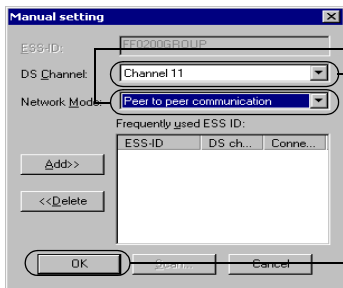 Manual setting
ESS-ID: FF0200GROUP
DS Channel: Channel 11
Network Mode: Peer to peer communication
Frequently used ESS ID:
ESS-ID DS ch... Conne...
Add>>
<<Delete
OK Scan... Cancel